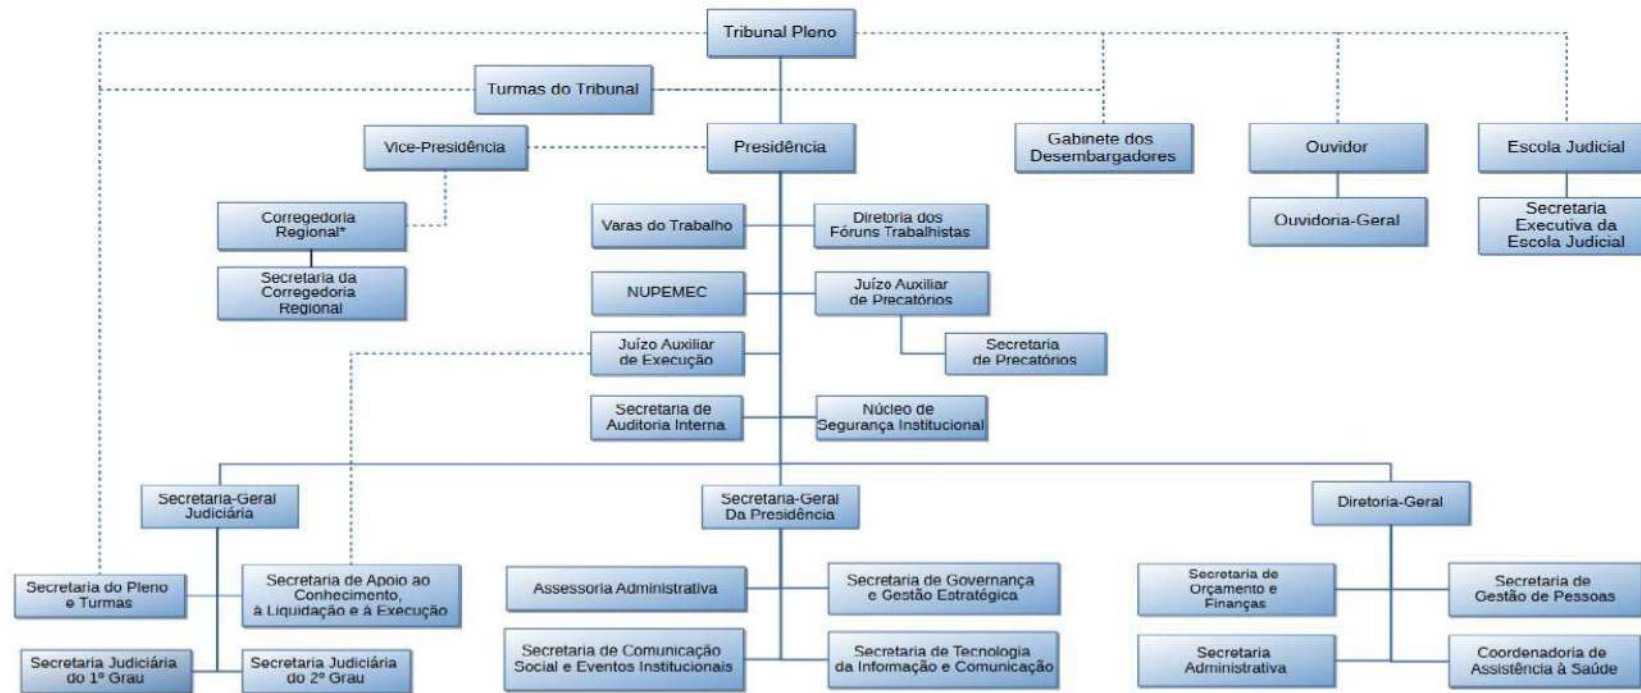 Tribunal Pleno
Turmas do Tribunal
Vice-Presidência
Presidência
Gabinete dos
Desembargadores
Ouvidor
Escola Judicial
Corregedoria
Regional*
Varas do Trabalho
Diretoria dos
Fóruns Trabalhistas
Ouvidoria-Geral
Secretaria
Executiva da
Escola Judicial
Secretaria da
Corregedoria
Regional
NUPEMEC
Juízo Auxiliar
de Precatórios
Juízo Auxiliar
de Execução
Secretaria
de Precatórios
Secretaria de
Auditoria Interna
Núcleo de
Segurança Institucional
Secretaria-Geral
Judiciária
Secretaria-Geral
Da Presidência
Diretoria-Geral
Secretaria do Pleno
e Turmas
Secretaria de Apoio ao
Conhecimento,
à Liquidação e à Execução
Assessoria Administrativa
Secretaria de Governança
e Gestão Estratégica
Secretaria de
Orçamento e
Finanças
Secretaria de
Gestão de Pessoas
Secretaria Judiciária
do 1º Grau
Secretaria Judiciária
do 2º Grau
Secretaria de Comunicação
Social e Eventos Institucionais
Secretaria de Tecnologia
da Informação e Comunicação
Secretaria
Administrativa
Coordenadoria de
Assistência à Saúde